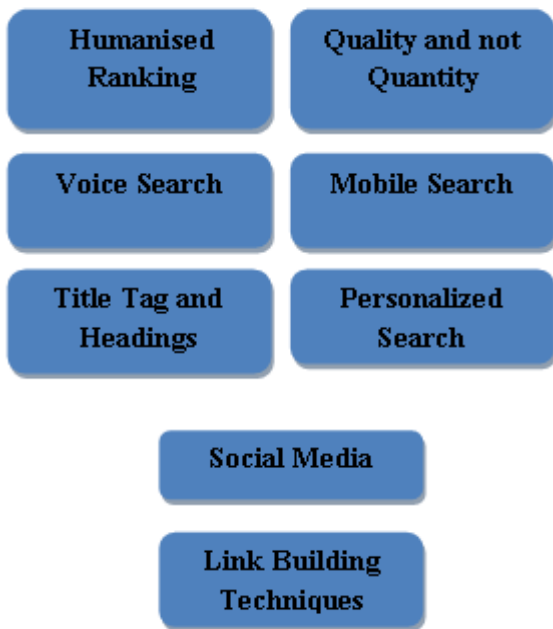 Humanised
Ranking
Quality and not
Quantity
Voice Search
Mobile Search
Title Tag and
Headings
Personalized
Search
Social Media
Link Building
Techniques